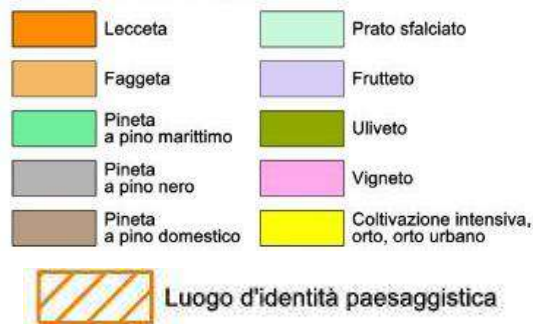 Lecceta
Faggeta
Pineta
a pino marittimo
Pineta
a pino nero
Pineta
a pino domestico
Prato sfalciato
Frutteto
Uliveto
Vigneto
Coltivazione intensiva,
orto, orto urbano
Luogo d'identità paesaggistica